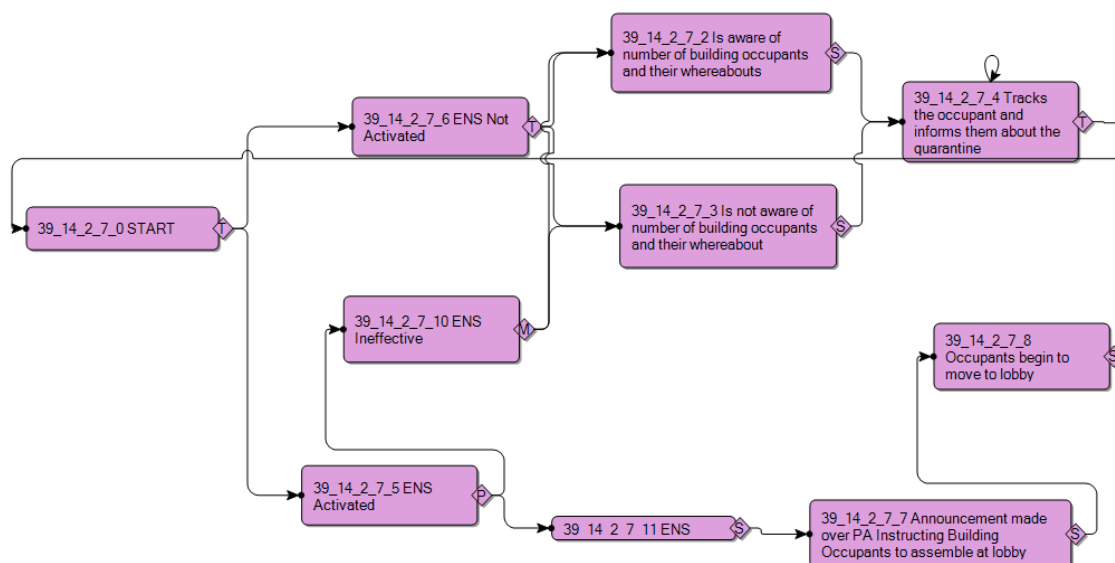 39_14_2_7_2 Is aware of
number of building occupants
and their whereabouts
S
39_14_2_7_4 Tracks
the occupant and
informs them about the
quarantine
T
39_14_2_7_6 ENS Not
Activated
T
39_14_2_7_0 START
T
39_14_2_7_3 Is not aware of
number of building occupants
and their whereabout
S
39_14_2_7_10 ENS
Ineffective
M
39_14_2_7_8
Occupants begin to
move to lobby
S
39_14_2_7_5 ENS
Activated
P
39_14_2_7_11 ENS
S
39_14_2_7_7 Announcement made
over PA Instructing Building
Occupants to assemble at lobby
S